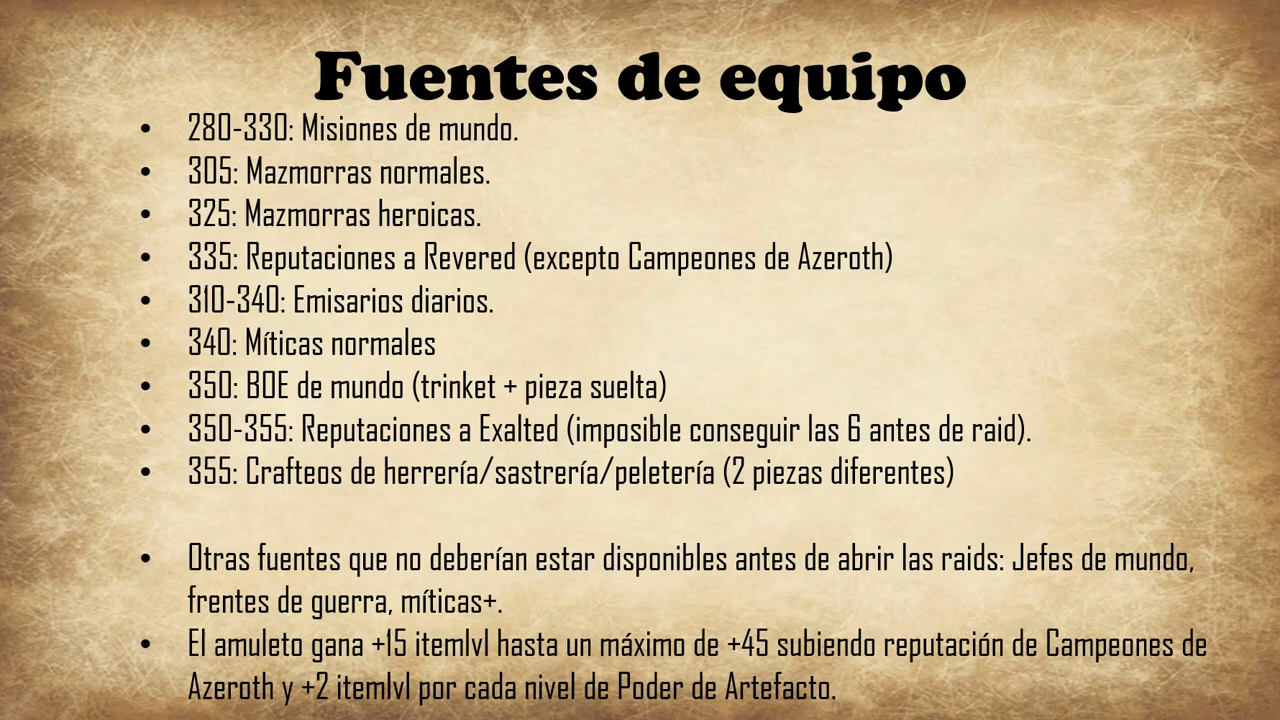 Fuentes de equipo
• 280-330: Misiones de mundo.
• 305: Mazmorras normales.
• 325: Mazmorras heroicas.
• 335: Reputaciones a Revered (excepto Campeones de Azeroth)
• 310-340: Emisarios diarios.
• 340: Míticas normales
• 350: BOE de mundo (trinket + pieza suelta)
• 350-355: Reputaciones a Exalted (imposible conseguir las 6 antes de raid).
• 355: Crafteos de herrería/sastrería/peletería (2 piezas diferentes)
• Otras fuentes que no deberían estar disponibles antes de abrir las raids: Jefes de mundo,
frentes de guerra, míticas+.
• El amuleto gana +15 itemlvl hasta un máximo de +45 subiendo reputación de Campeones de
Azeroth y +2 itemlvl por cada nivel de Poder de Artefacto.